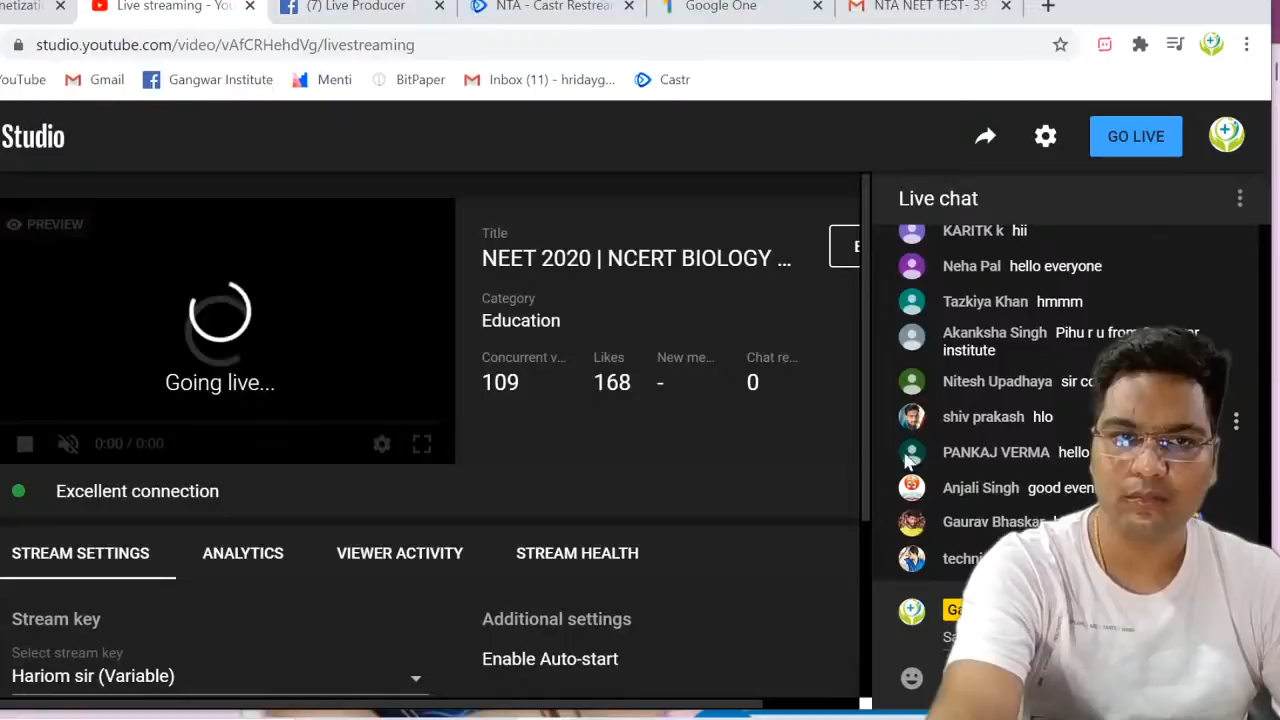 netizati
Live streaming - You
(7) Live Producer
NTA - Castr Restrea
Google One
NTA NEET TEST- 39
studio.youtube.com/video/vAfCRHehdVg/livestreaming
ouTube
Gmail
Gangwar Institute
Menti
BitPaper
Inbox (11) - hridayg...
Castr
Studio
GO LIVE
PREVIEW
Going live...
0:00 / 0:00
Title
NEET 2020 | NCERT BIOLOGY ...
Category
Education
Concurrent v... Likes New me... Chat re...
109 168 - 0
Excellent connection
STREAM SETTINGS ANALYTICS VIEWER ACTIVITY STREAM HEALTH
Stream key
Select stream key
Hariom sir (Variable)
Additional settings
Enable Auto-start
Live chat
KARITK k hii
Neha Pal hello everyone
Tazkiya Khan hmmm
Akanksha Singh Pihu r u from
institute
Nitesh Upadhaya sir
shiv prakash hlo
PANKAJ VERMA hello
Anjali Singh good
Gaurav Bhaskar